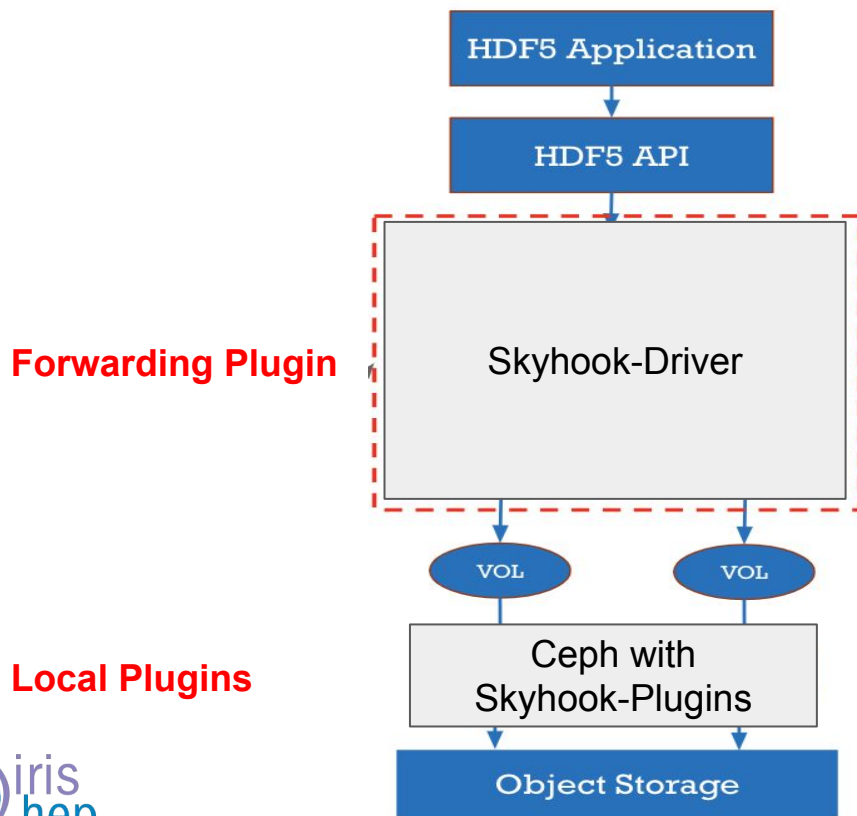 HDF5 Application
HDF5 API
Forwarding Plugin
Skyhook-Driver
VOL
VOL
Local Plugins
Ceph with
Skyhook-Plugins
iris
hep
Object Storage